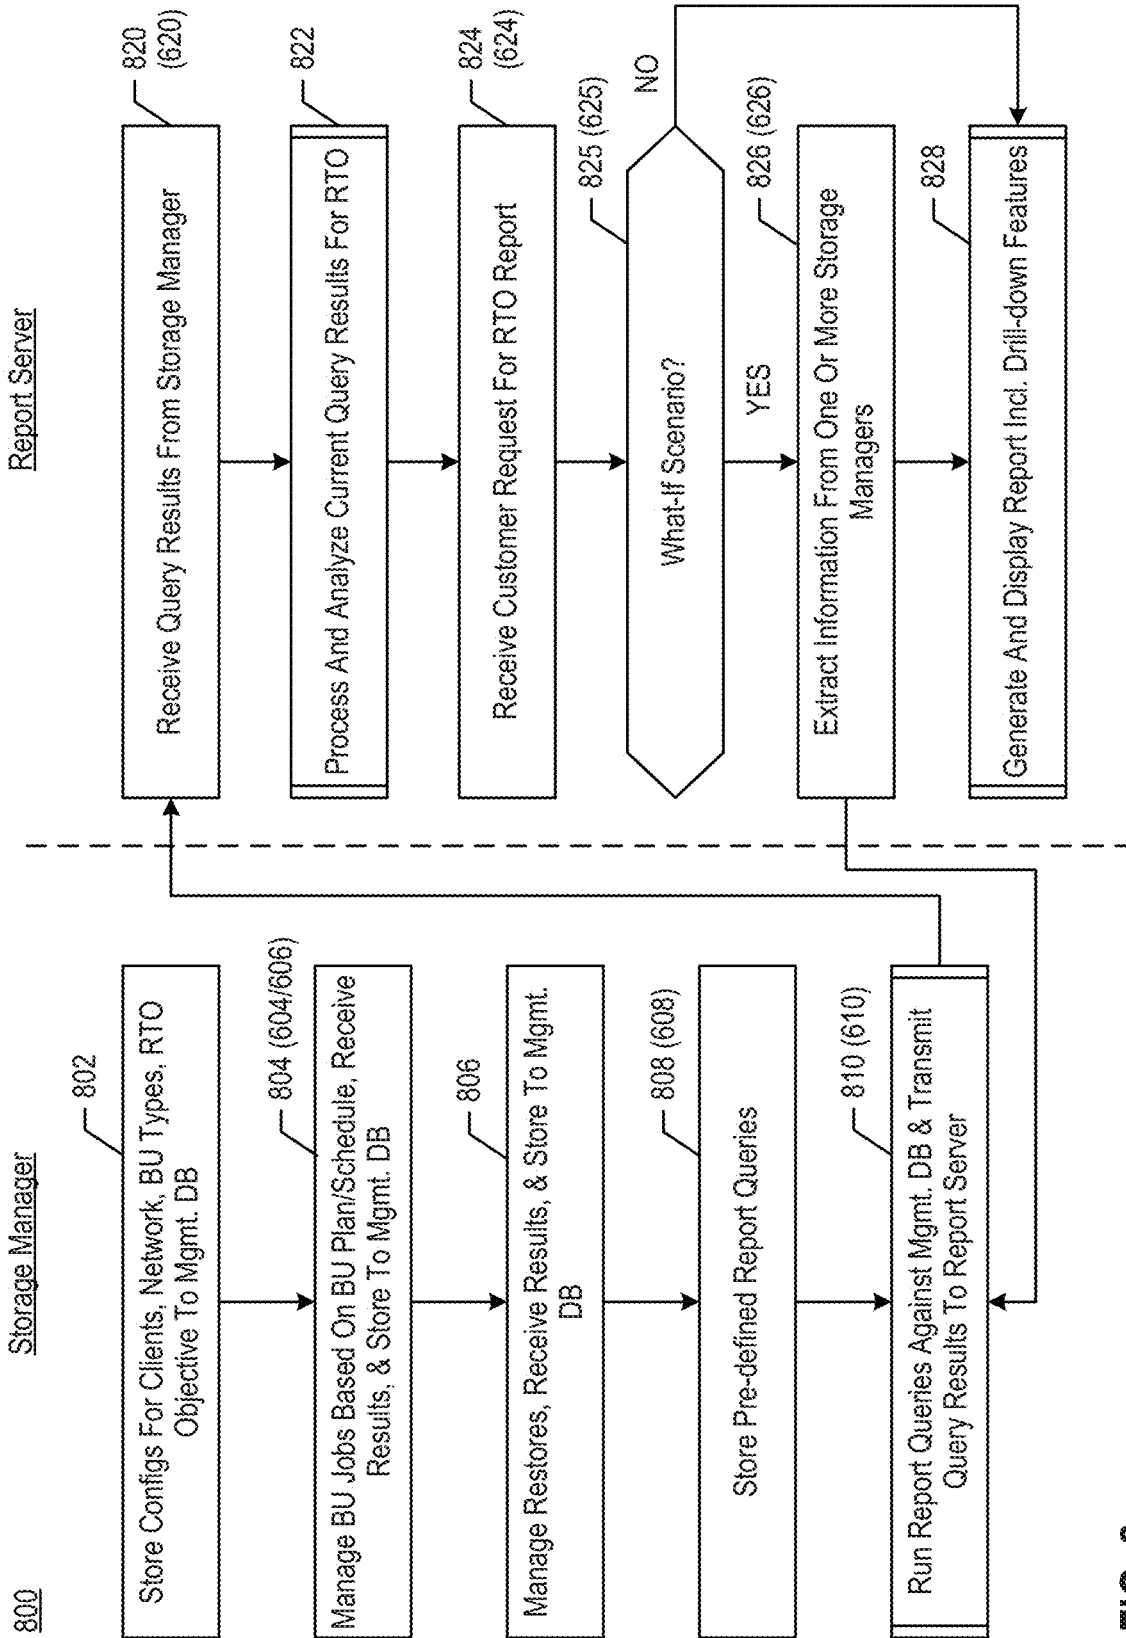 800
Storage Manager
Report Server
802
Store Configs For Clients, Network, BU Types, RTO
Objective To Mgmt. DB
804 (604/606)
Manage BU Jobs Based On BU Plan/Schedule, Receive
Results, & Store To Mgmt. DB
806
Manage Restores, Receive Results, & Store To Mgmt.
DB
808 (608)
Store Pre-defined Report Queries
810 (610)
Run Report Queries Against Mgmt. DB & Transmit
Query Results To Report Server
820
(620)
Receive Query Results From Storage Manager
822
Process And Analyze Current Query Results For RTO
824
(624)
Receive Customer Request For RTO Report
825 (625)
What-If Scenario?
NO
YES
826 (626)
Extract Information From One Or More Storage
Managers
828
Generate And Display Report Incl. Drill-down Features